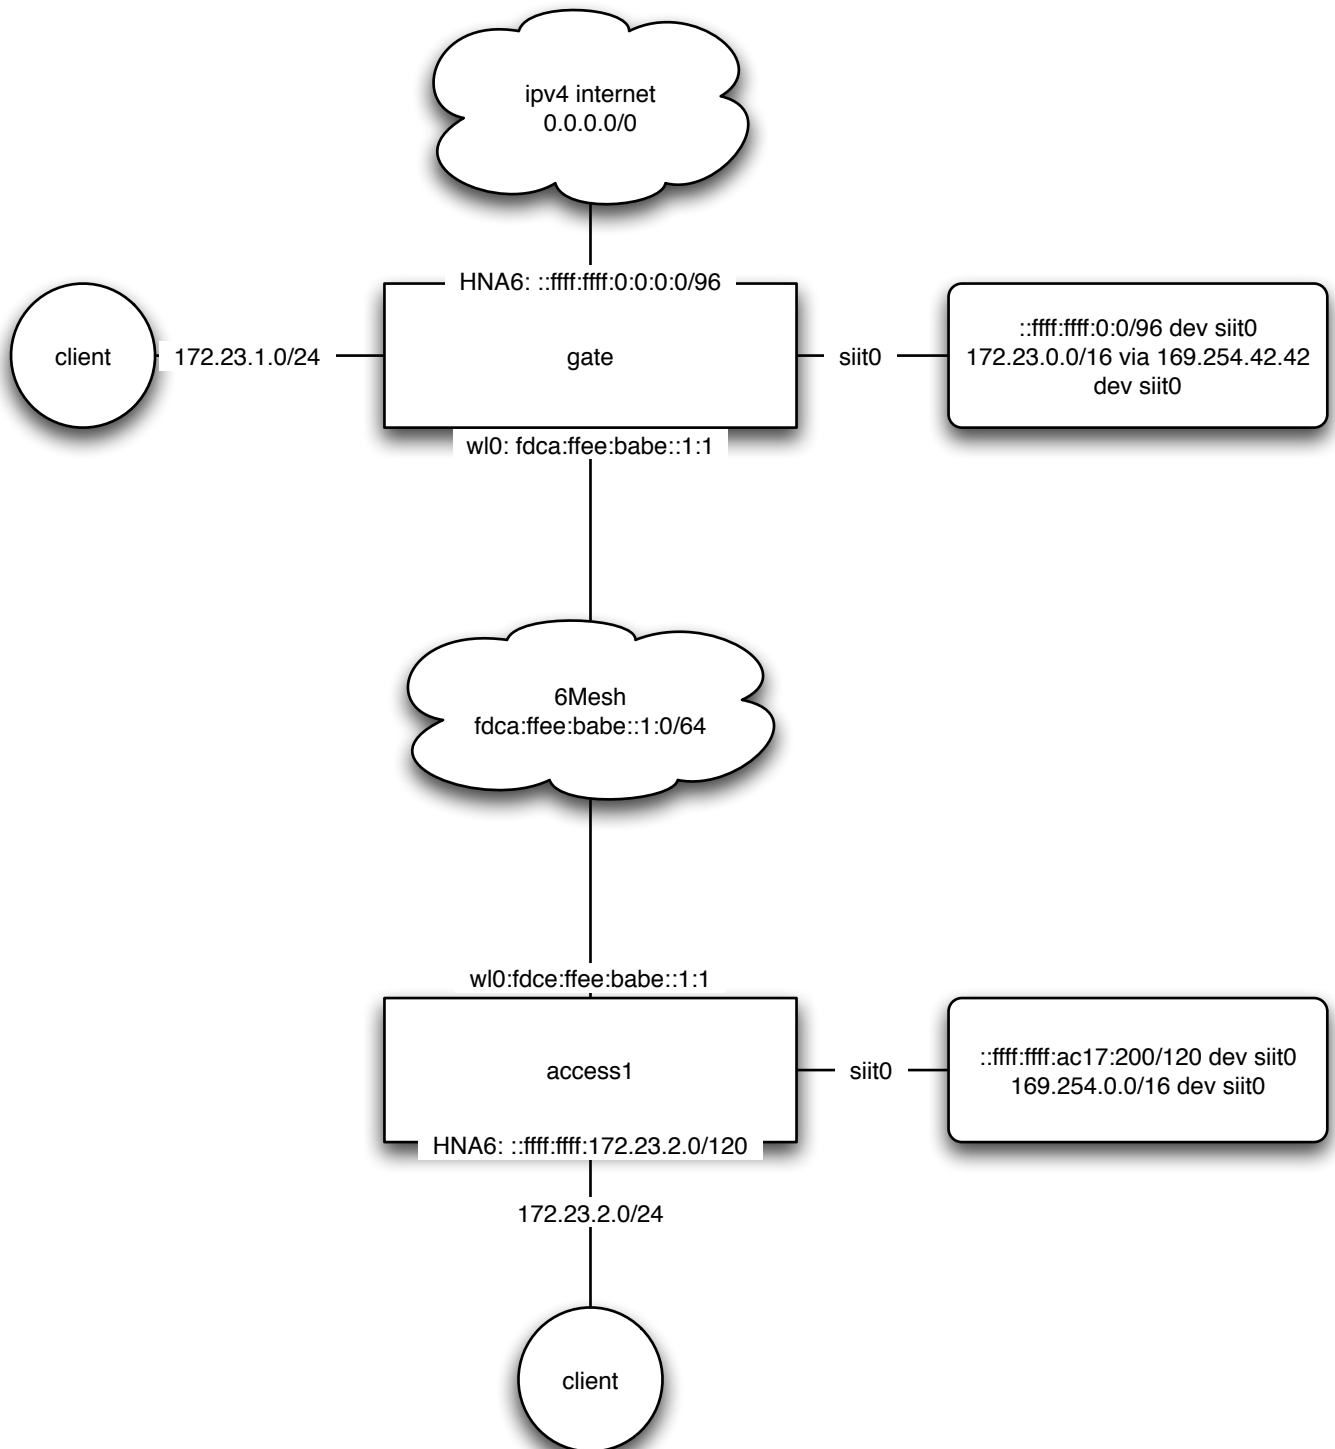 ipv4 internet
0.0.0.0/0
HNA6: ::ffff:ffff:0:0:0:0/96
client
172.23.1.0/24
gate
siit0
::ffff:ffff:0:0/96 dev siit0
172.23.0.0/16 via 169.254.42.42
dev siit0
wl0: fdca:ffee:babe::1:1
6Mesh
fdca:ffee:babe::1:0/64
wl0:fdce:ffee:babe::1:1
access1
siit0
::ffff:ffff:ac17:200/120 dev siit0
169.254.0.0/16 dev siit0
HNA6: ::ffff:ffff:172.23.2.0/120
172.23.2.0/24
client